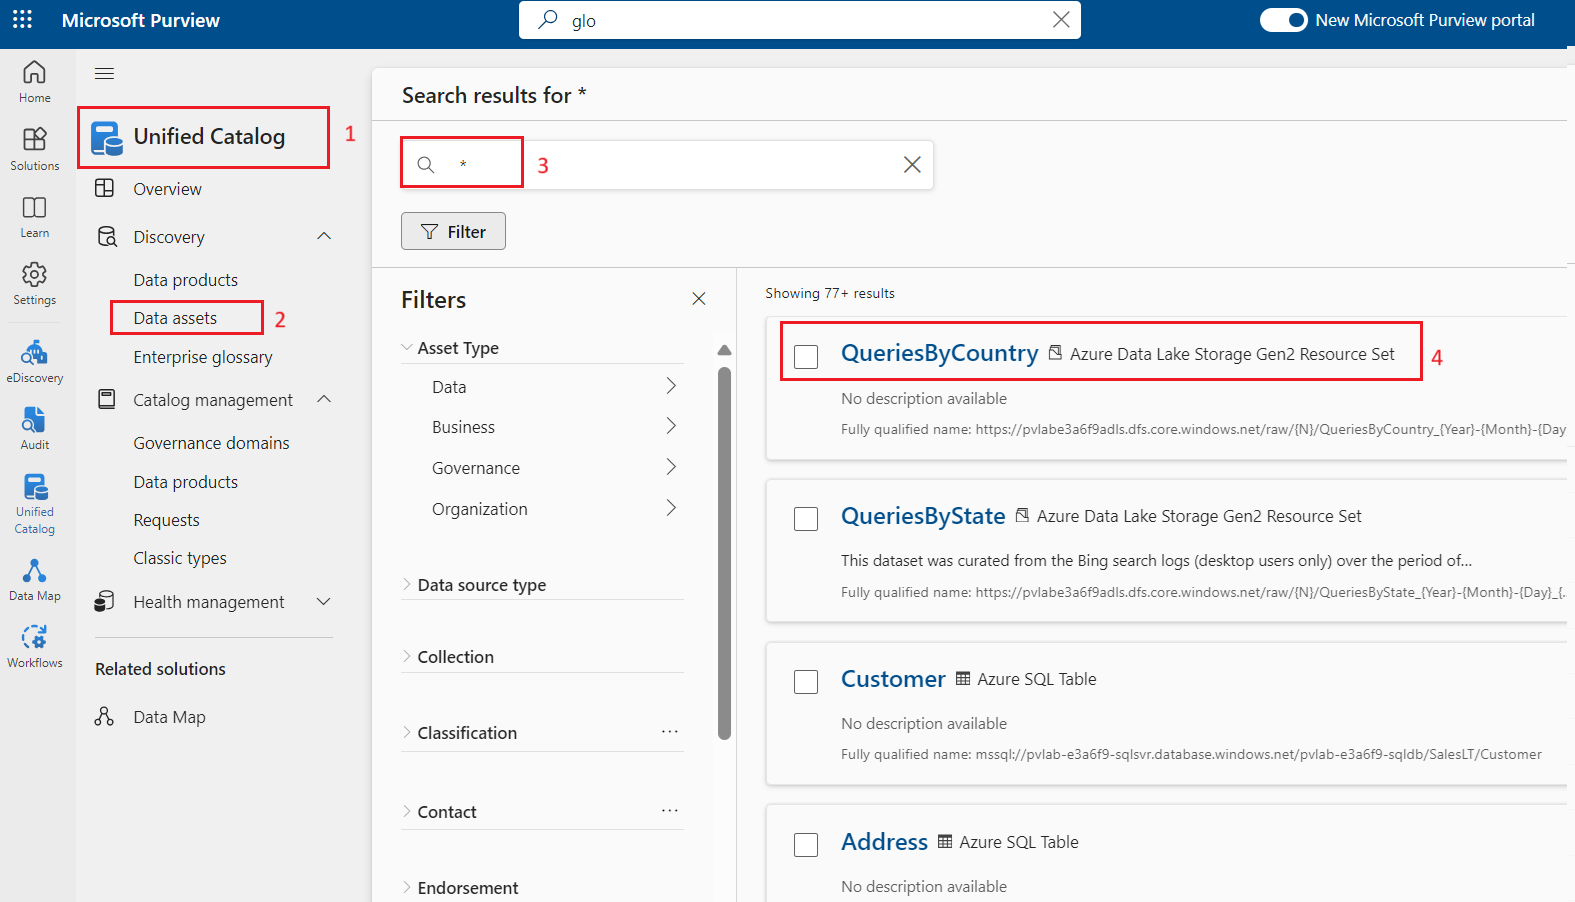 Microsoft Purview
glo
New Microsoft Purview portal
Home
Solutions
Learn
Settings
eDiscovery
Audit
Unified
Catalog
Data Map
Workflows
Unified Catalog
1
Overview
Discovery
Data products
Data assets
2
Enterprise glossary
Catalog management
Governance domains
Data products
Requests
Classic types
Health management
Related solutions
Data Map
Search results for *
*
3
Filter
Filters
Asset Type
Data
Business
Governance
Organization
Data source type
Collection
Classification
...
Contact
...
Endorsement
Showing 77+ results
QueriesByCountry Azure Data Lake Storage Gen2 Resource Set
4
No description available
Fully qualified name: https://pvlabe3a6f9adls.dfs.core.windows.net/raw/{N}/QueriesByCountry_{Year}-{Month}-{Day
QueriesByState Azure Data Lake Storage Gen2 Resource Set
This dataset was curated from the Bing search logs (desktop users only) over the period of...
Fully qualified name: https://pvlabe3a6f9adls.dfs.core.windows.net/raw/{N}/QueriesByState_{Year}-{Month}-{Day}_{...
Customer Azure SQL Table
No description available
Fully qualified name: mssql://pvlab-e3a6f9-sqlsvr.database.windows.net/pvlab-e3a6f9-sqldb/SalesLT/Customer
Address Azure SQL Table
No description available